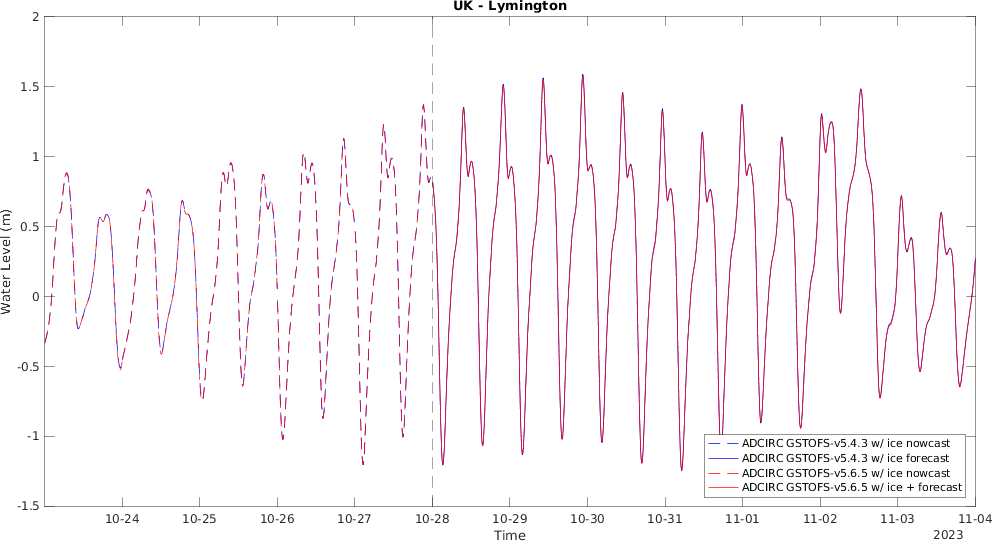 UK - Lymington
2
1.5
1
0.5
0
-0.5
-1
-1.5
Water Level (m)
10-24 10-25 10-26 10-27 10-28 10-29 10-30 10-31 11-01 11-02 11-03 11-04
Time
2023
ADCIRC GSTOFS-v5.4.3 w/ ice nowcast
ADCIRC GSTOFS-v5.4.3 w/ ice forecast
ADCIRC GSTOFS-v5.6.5 w/ ice nowcast
ADCIRC GSTOFS-v5.6.5 w/ ice + forecast